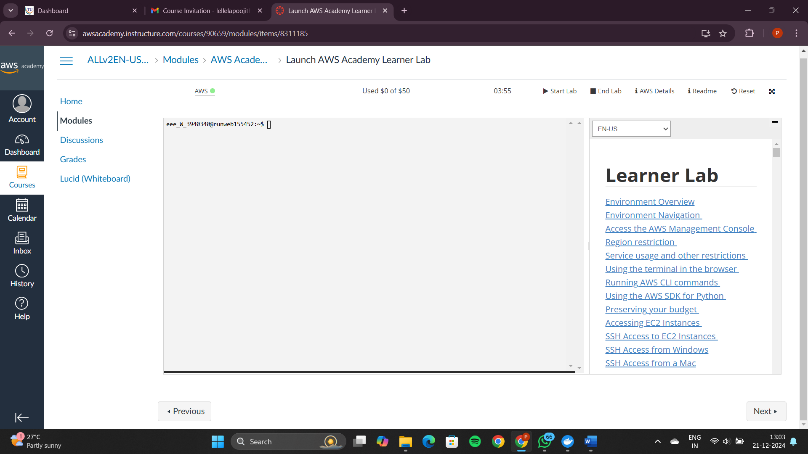 Dashboard
Course Invitation - lellelapoojit
Launch AWS Academy Learner
awsacademy.instructure.com/courses/90659/modules/items/8311185
P
aws academy
Account
Dashboard
Courses
Calendar
Inbox
History
Help
ALLv2EN-US... > Modules > AWS Acade... > Launch AWS Academy Learner Lab
AWS
Used $0 of $50
03:55
Start Lab
End Lab
AWS Details
Readme
Reset
Home
Modules
Discussions
Grades
Lucid (Whiteboard)
EN-US
Learner Lab
Environment Overview
Environment Navigation
Access the AWS Management Console
Region restriction
Service usage and other restrictions
Using the terminal in the browser
Running AWS CLI commands
Using the AWS SDK for Python
Preserving your budget
Accessing EC2 Instances
SSH Access to EC2 Instances
SSH Access from Windows
SSH Access from a Mac
Previous
Next
27°C
Partly sunny
Search
ENG
IN
13:03
21-12-2024